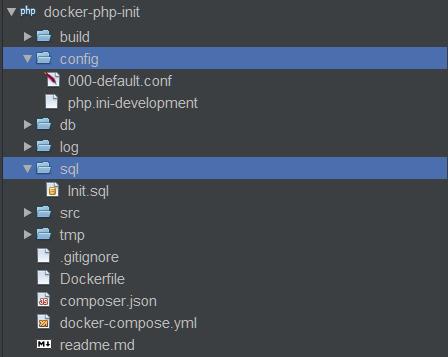 php docker-php-init
build
config
000-default.conf
php.ini-development
db
log
sql
Init.sql
src
tmp
.gitignore
Dockerfile
composer.json
docker-compose.yml
M↓ readme.md